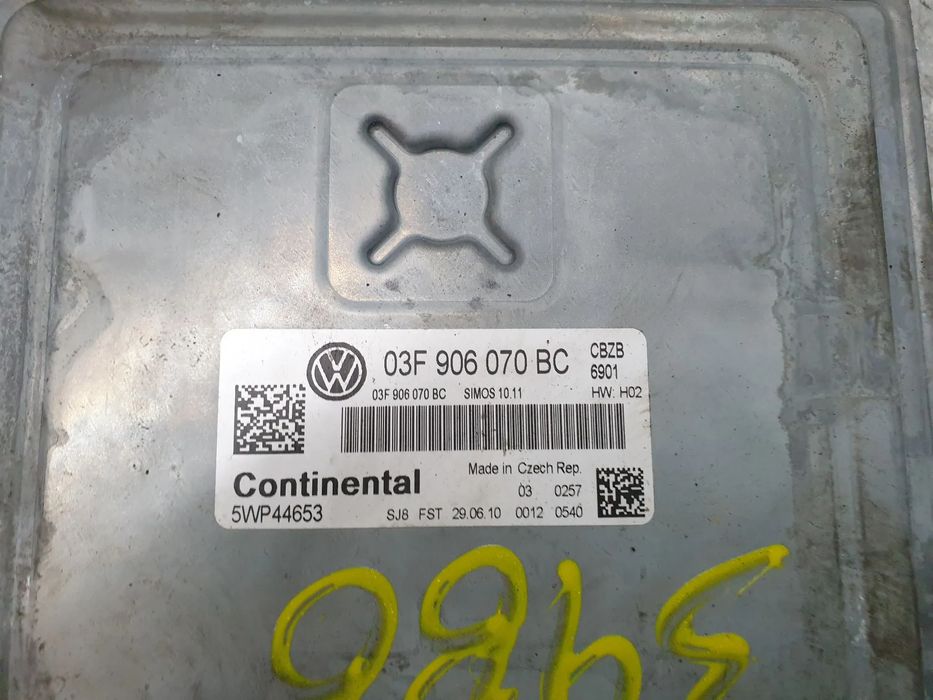 03F 906 070 BC
CBZB
6901
03F 906 070 BC SIMOS 10.11 HW: H02
Continental
Made in Czech Rep.
03 0257
5WP44653 SJ8 FST 29.06.10 0012 0540